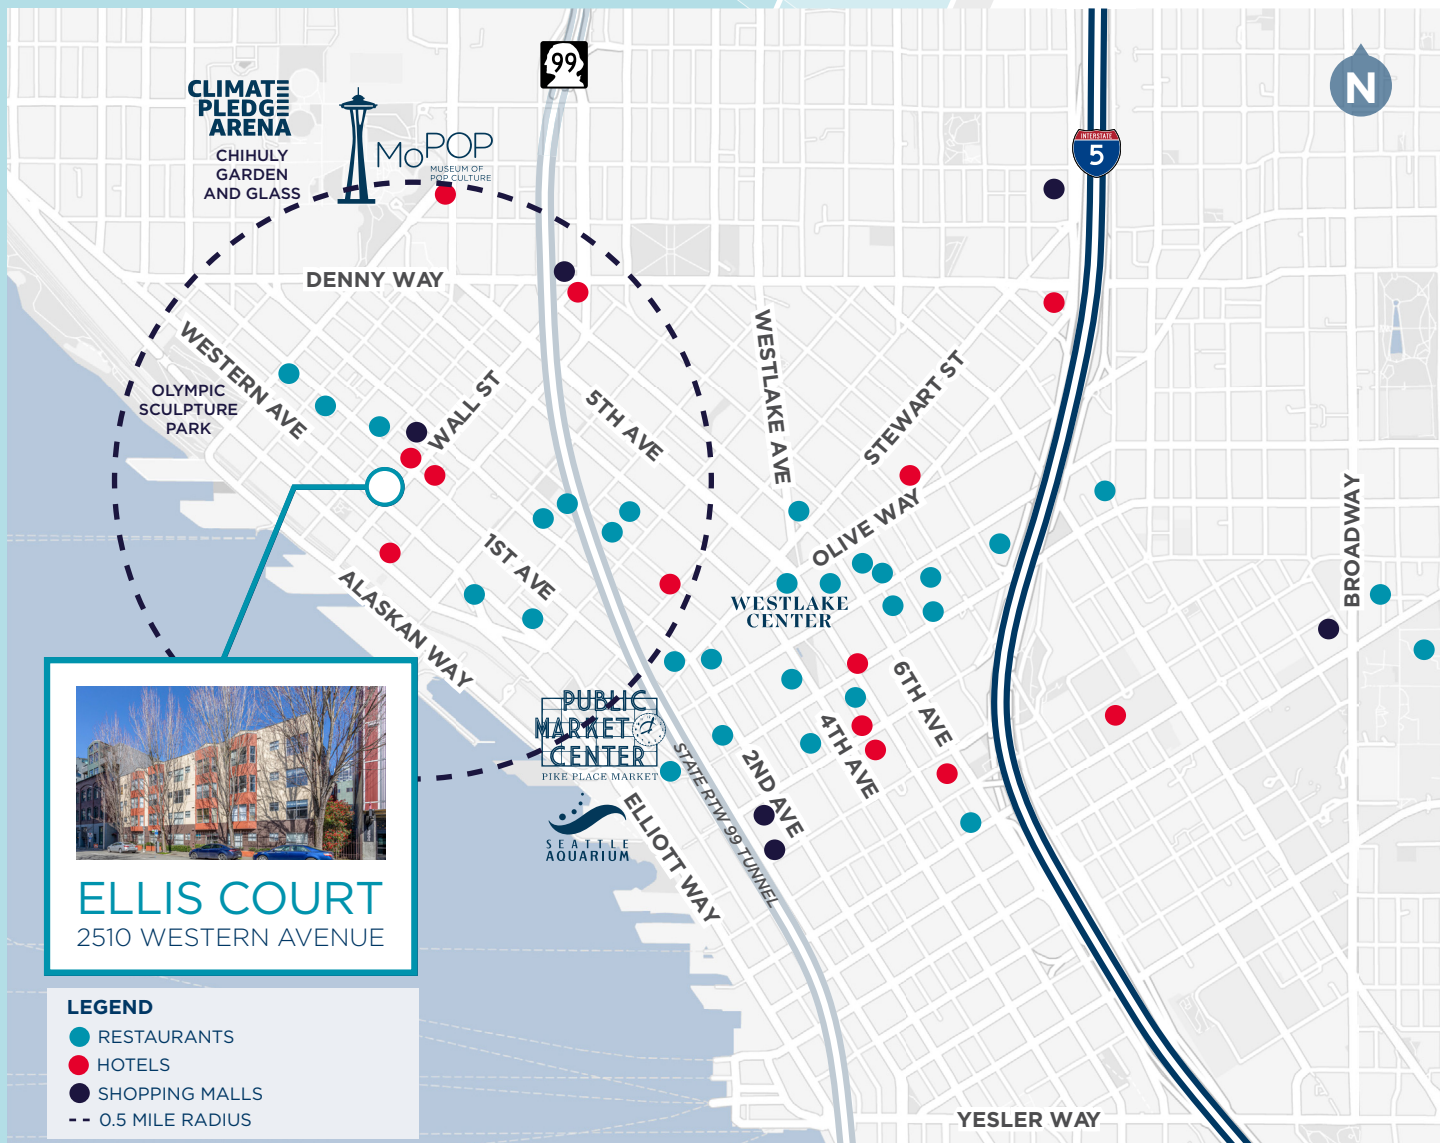 99
N
CLIMATE
PLEDGE
ARENA
CHIHULY
GARDEN
AND GLASS
MoPOP
MUSEUM OF
POP CULTURE
INTERSTATE
5
DENNY WAY
WESTERN AVE
OLYMPIC
SCULPTURE
PARK
WALL ST
5TH AVE
WESTLAKE AVE
STEWART ST
OLIVE WAY
BROADWAY
1ST AVE
ALASKAN WAY
WESTLAKE
CENTER
6TH AVE
4TH AVE
2ND AVE
PUBLIC
MARKET
CENTER
PIKE PLACE MARKET
STATE RTW 99 TUNNEL
SEATTLE
AQUARIUM
ELLIOTT WAY
ELLIS COURT
2510 WESTERN AVENUE
LEGEND
RESTAURANTS
HOTELS
SHOPPING MALLS
0.5 MILE RADIUS
YESLER WAY